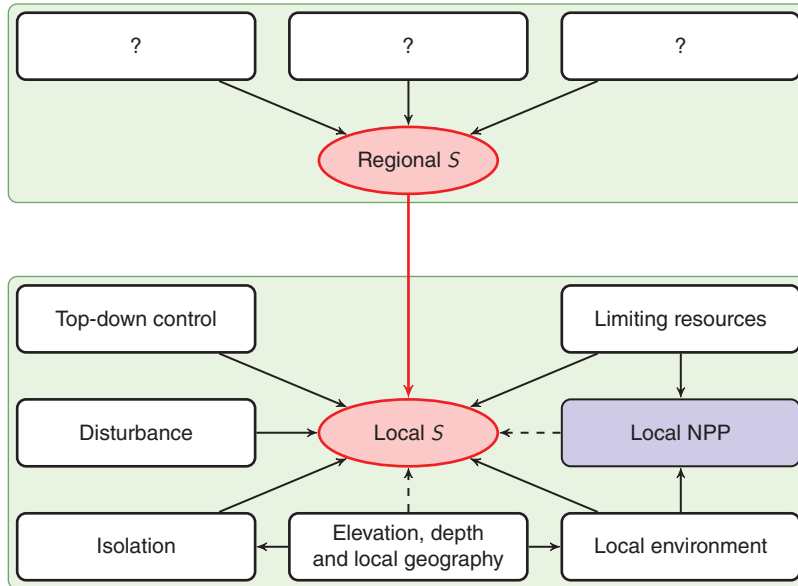 ?
?
?
Regional S
Top-down control
Limiting resources
Disturbance
Local S
Local NPP
Isolation
Elevation, depth
and local geography
Local environment